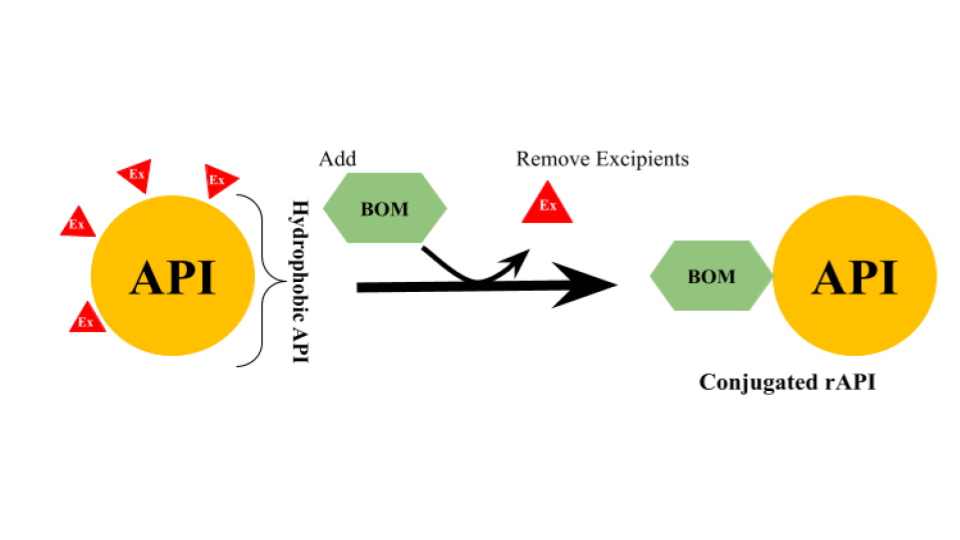 Add
Remove Excipients
Ex
Ex
Ex
Ex
API
Hydrophobic API
BOM
Ex
BOM
API
Conjugated rAPI